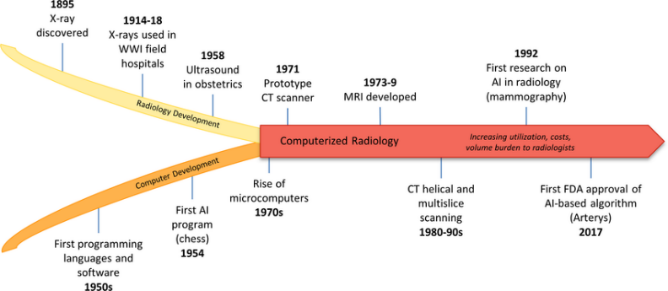 1895
X-ray
discovered
1914-18
X-rays used in
WWI field
hospitals
1958
Ultrasound
in obstetrics
1971
Prototype
CT scanner
1973-9
MRI developed
1992
First research on
AI in radiology
(mammography)
Radiology Development
Computerized Radiology
Increasing utilization, costs,
volume burden to radiologists
Computer Development
First programming
languages and
software
1950s
First AI
program
(chess)
1954
Rise of
microcomputers
1970s
CT helical and
multislice
scanning
1980-90s
First FDA approval of
AI-based algorithm
(Arterys)
2017